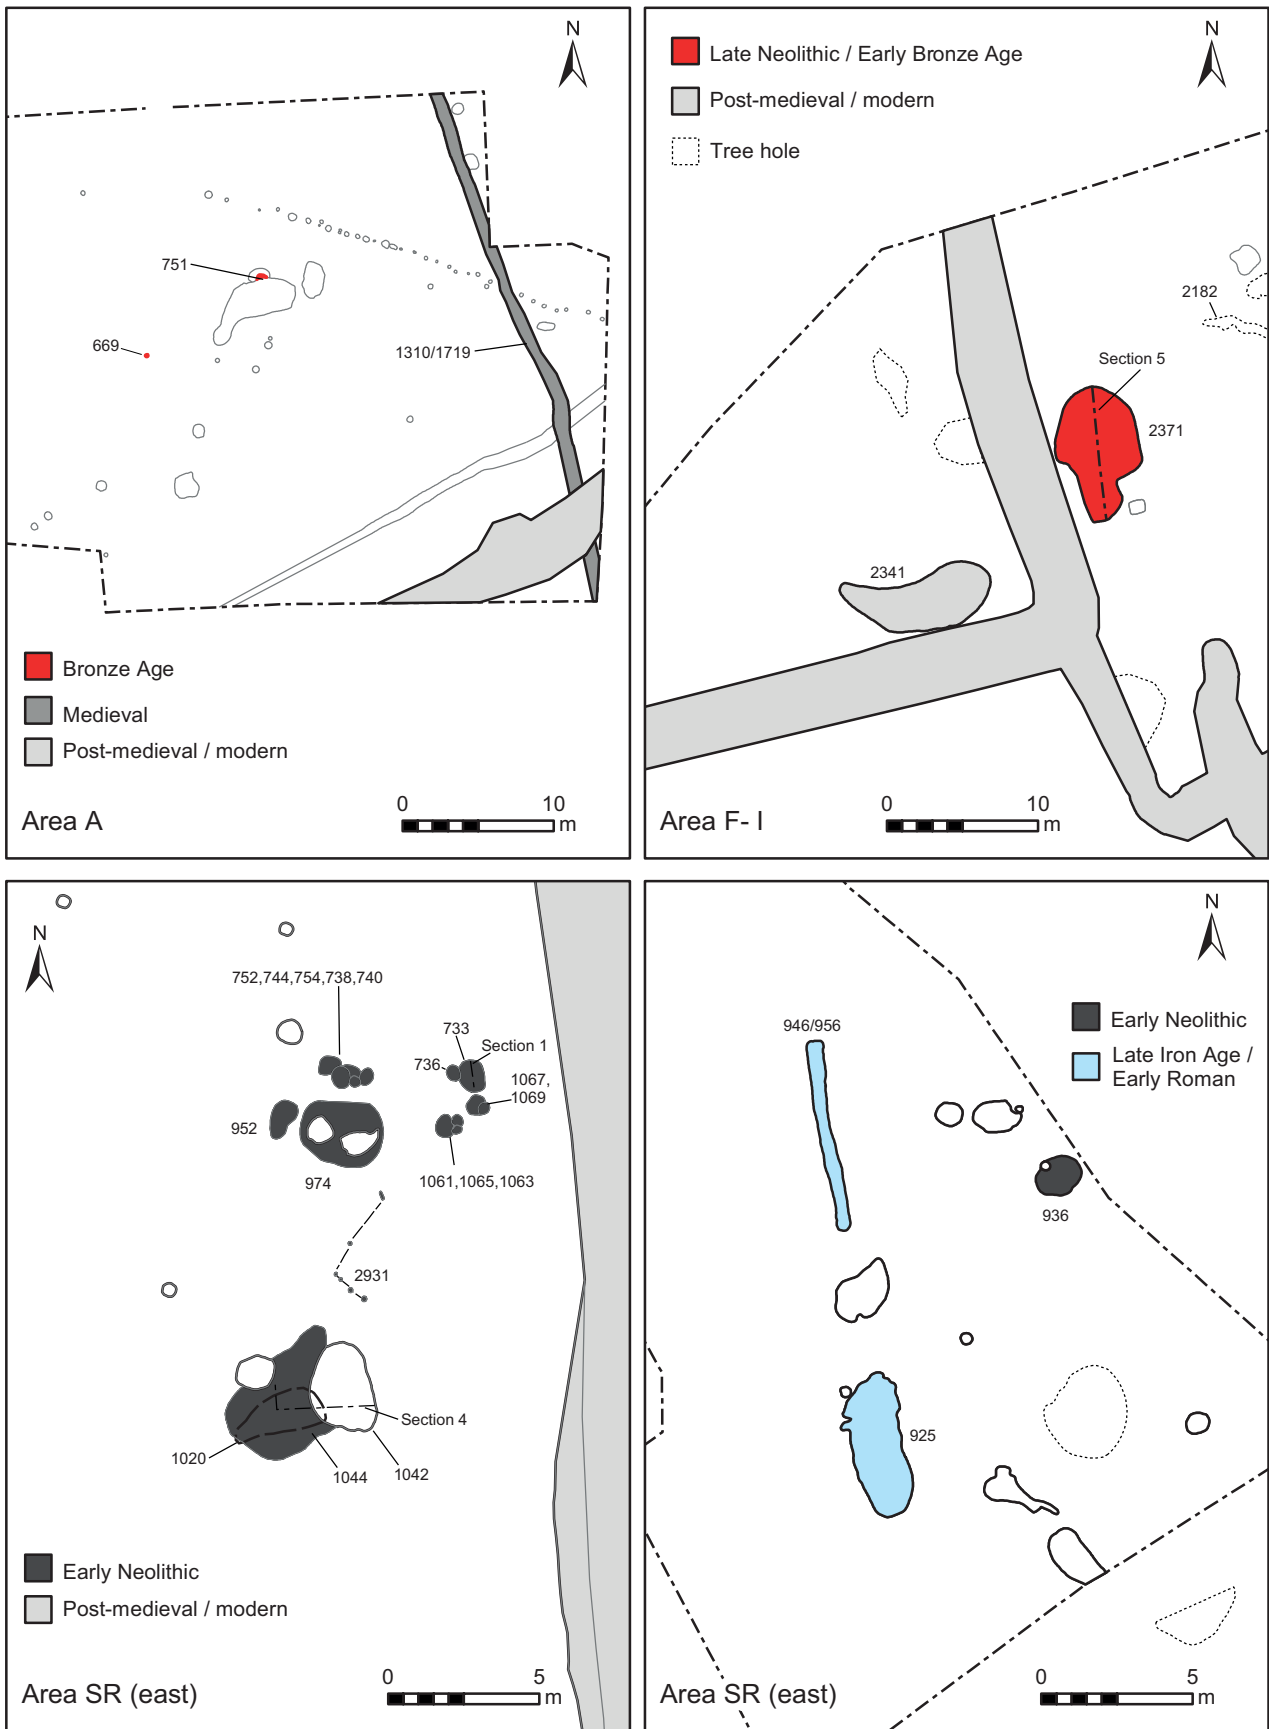 N
751
669
1310/1719
Bronze Age
Medieval
Post-medieval / modern
0 10
m
Area A
Late Neolithic / Early Bronze Age
Post-medieval / modern
Tree hole
N
2182
Section 5
2371
2341
0 10
m
Area F- I
N
752,744,754,738,740
733
Section 1
736
1067,
1069
952
974
1061,1065,1063
2931
Section 4
1020
1044
1042
Early Neolithic
Post-medieval / modern
0 5
m
Area SR (east)
N
946/956
Early Neolithic
Late Iron Age /
Early Roman
936
925
0 5
m
Area SR (east)